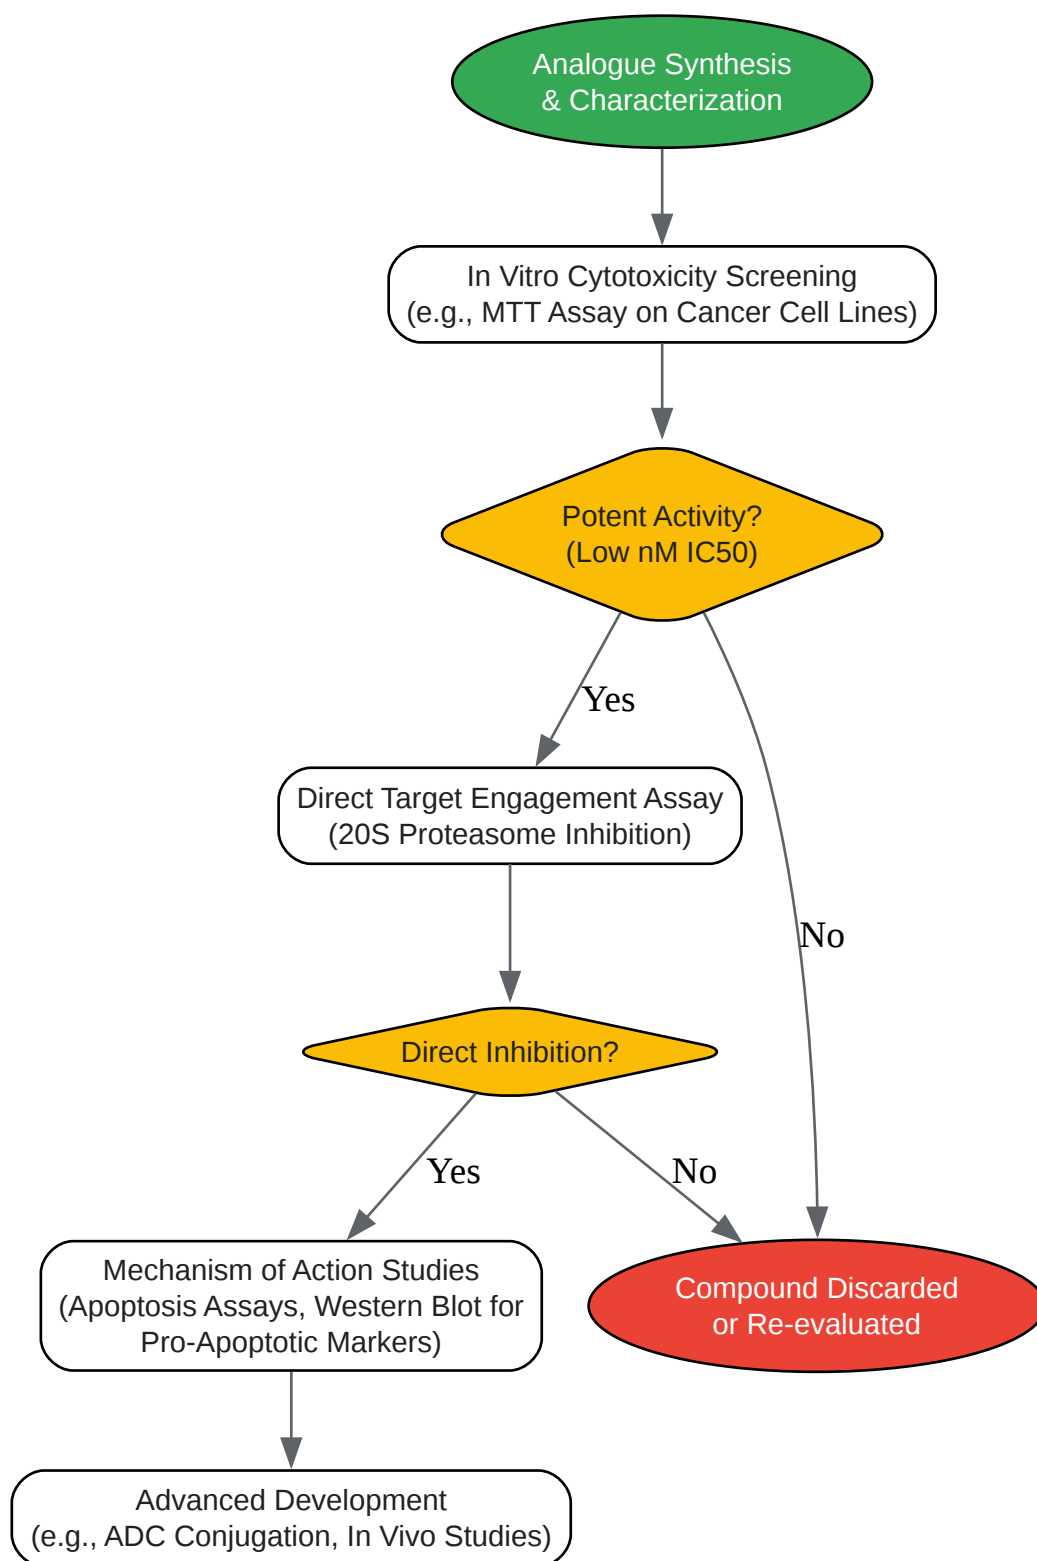 Analogue Synthesis
& Characterization
In Vitro Cytotoxicity Screening
(e.g., MTT Assay on Cancer Cell Lines)
Potent Activity?
(Low nM IC50)
Yes
Direct Target Engagement Assay
(20S Proteasome Inhibition)
No
Direct Inhibition?
Yes
No
Mechanism of Action Studies
(Apoptosis Assays, Western Blot for
Pro-Apoptotic Markers)
Compound Discarded
or Re-evaluated
Advanced Development
(e.g., ADC Conjugation, In Vivo Studies)